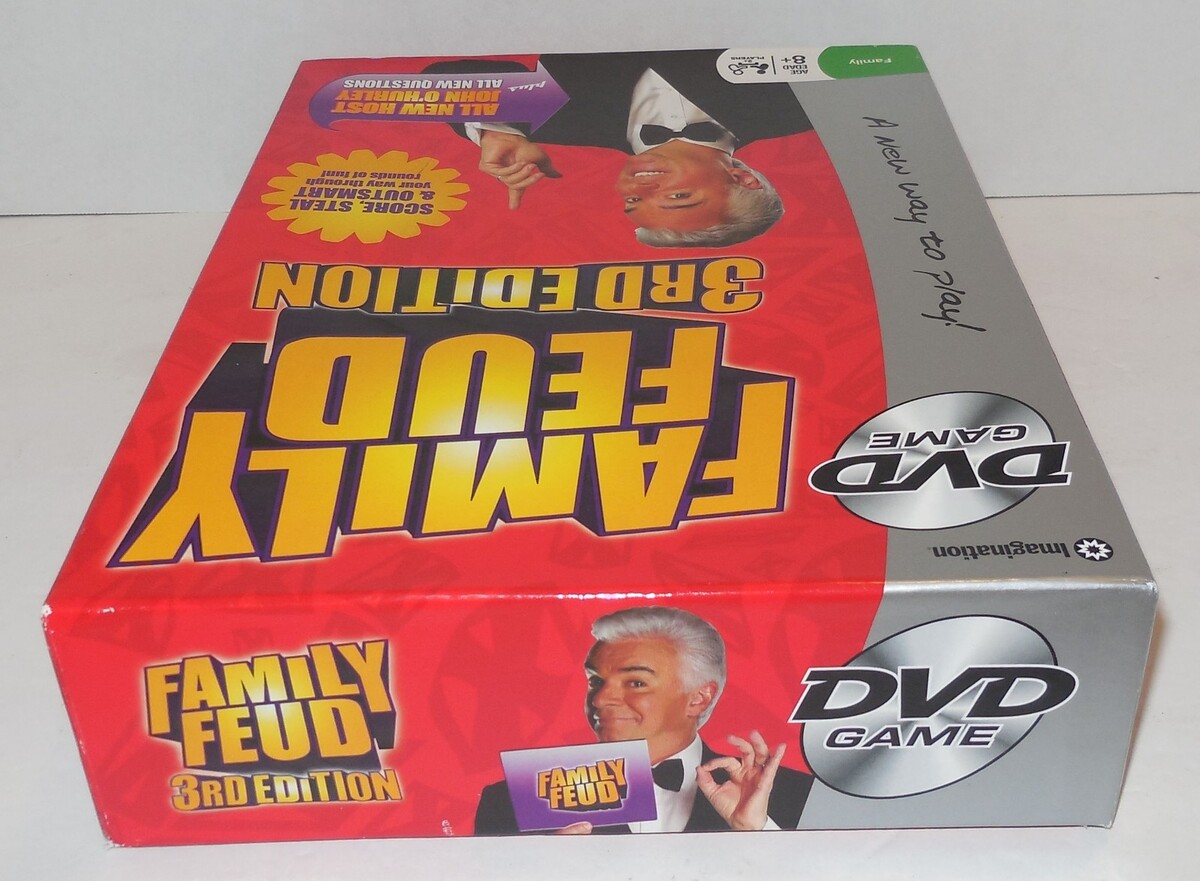 Family
AGE
EDAD
8+
PLAYERS
ALL NEW HOST
JOHN O'HURLEY
plus
ALL NEW QUESTIONS
SCORE, STEAL
& OUTSMART
your way through
rounds of fun!
A new way to play!
3RD EDITION
FAMILY
FEUD
DVD
GAME
Imagination
FAMILY
FEUD
3RD EDITION
FAMILY
FEUD
DVD
GAME